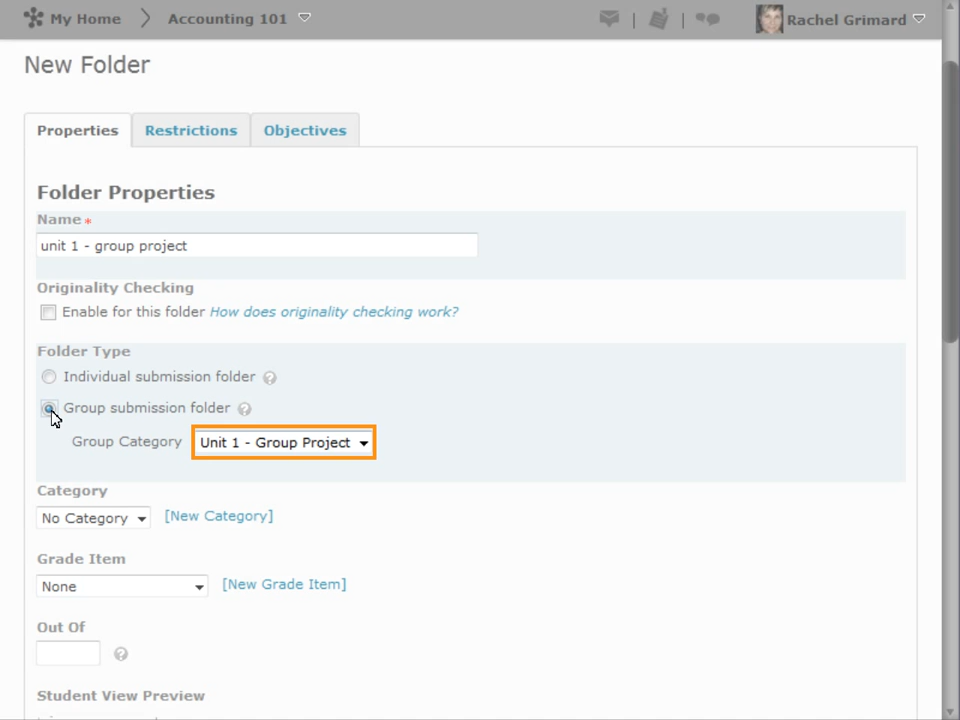 My Home
Accounting 101
Rachel Grimard
New Folder
Properties
Restrictions
Objectives
Folder Properties
Name *
unit 1 - group project
Originality Checking
Enable for this folder How does originality checking work?
Folder Type
Individual submission folder ?
Group submission folder ?
Group Category Unit 1 - Group Project
Category
No Category [New Category]
Grade Item
None [New Grade Item]
Out Of
?
Student View Preview